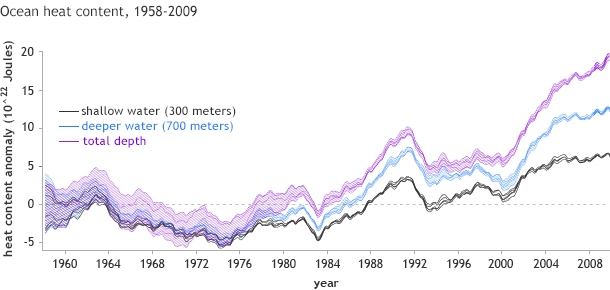 Ocean heat content, 1958-2009
heat content anomaly (10^22 Joules)
20
15
10
5
0
-5
shallow water (300 meters)
deeper water (700 meters)
total depth
1960 1964 1968 1972 1976 1980 1984 1988 1992 1996 2000 2004 2008
year